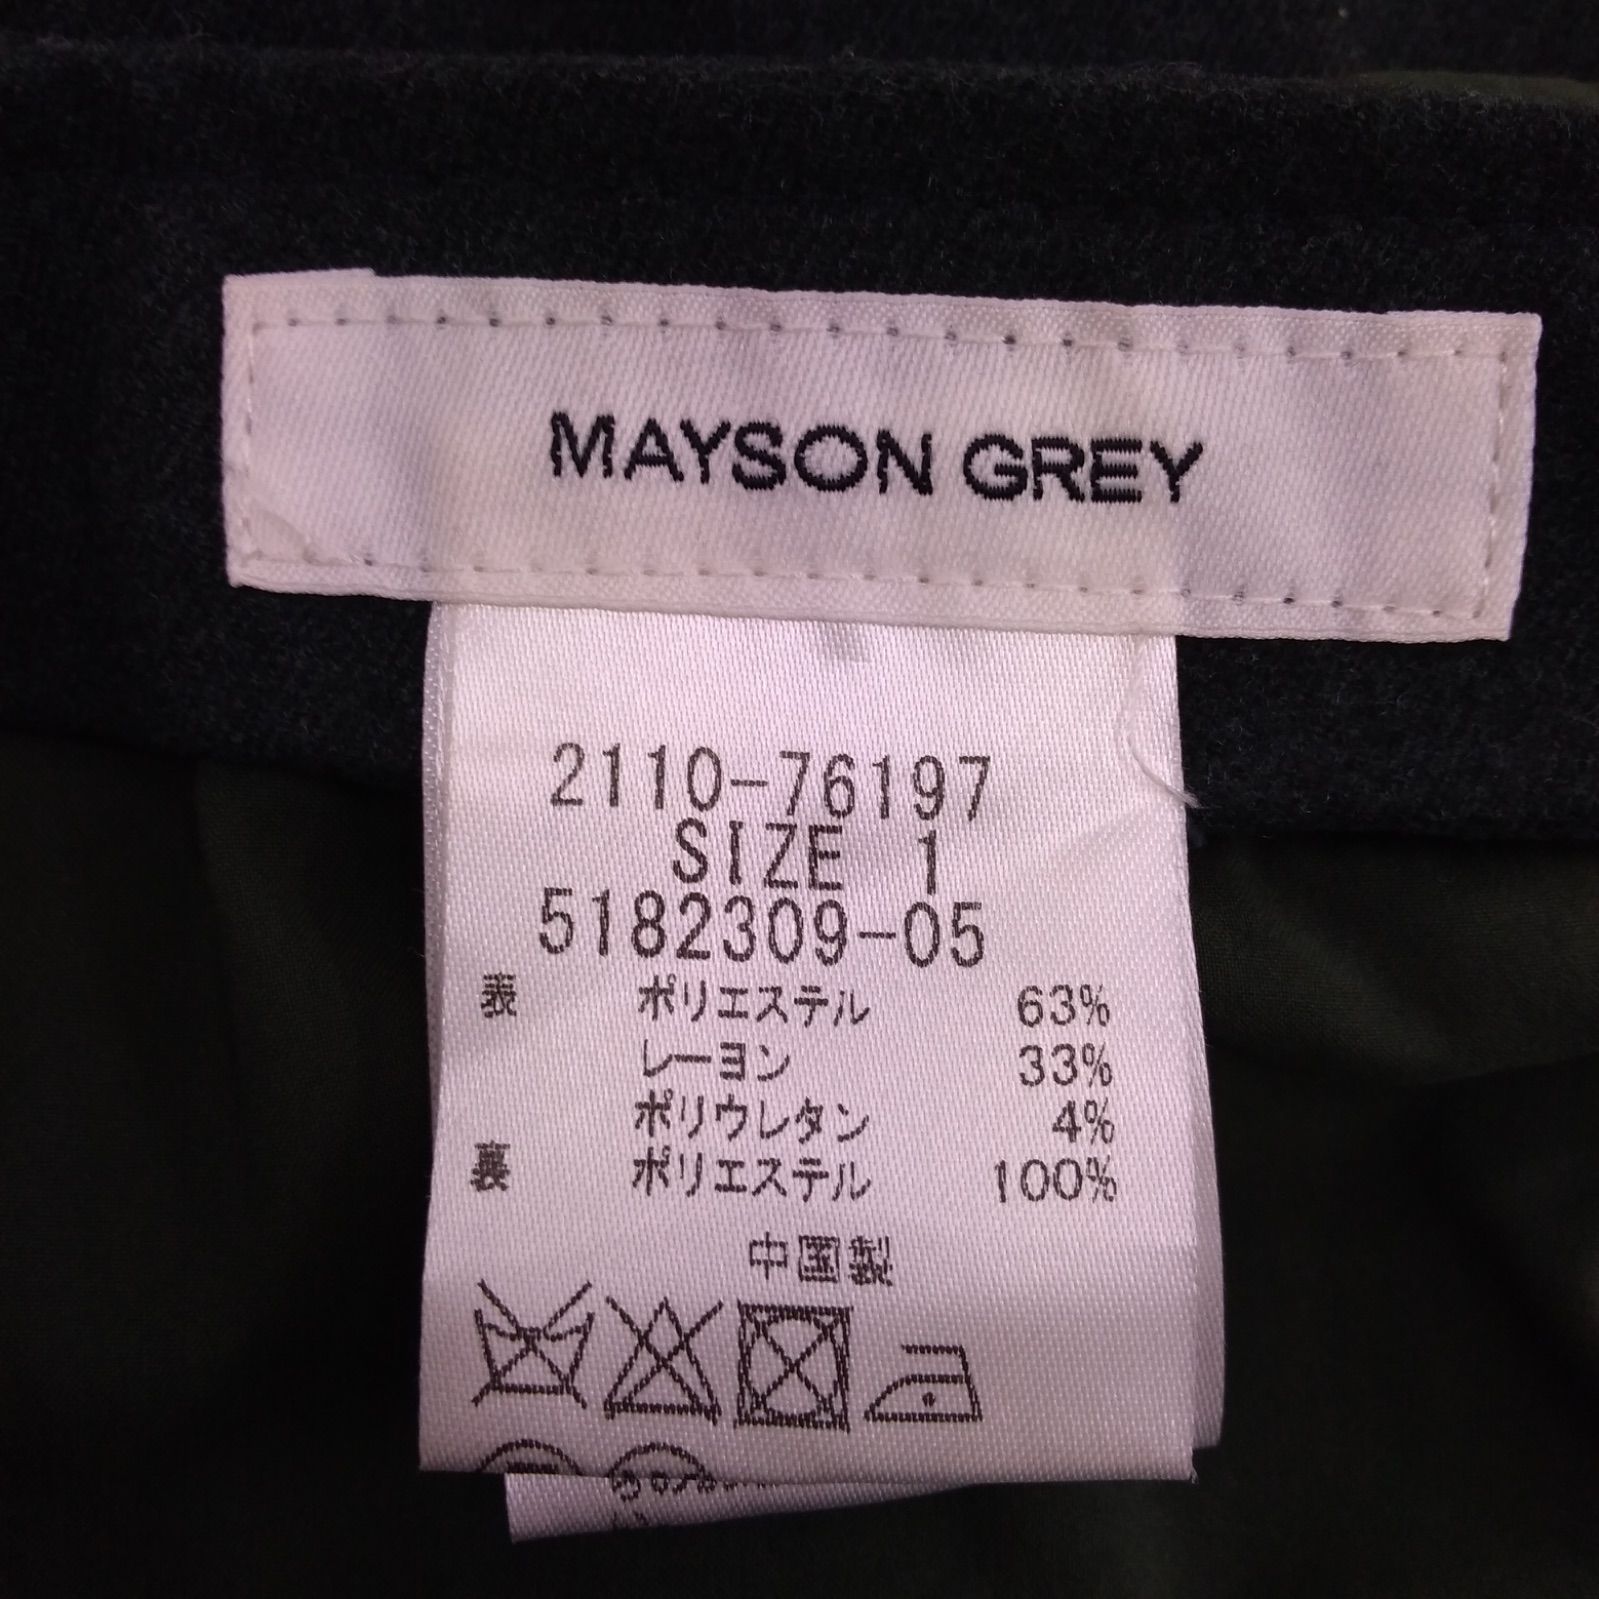 MAYSON GREY
2110-76197
SIZE 1
5182309-05
表 ポリエステル 63%
レーヨン 33%
ポリウレタン 4%
裏 ポリエステル 100%
中国製